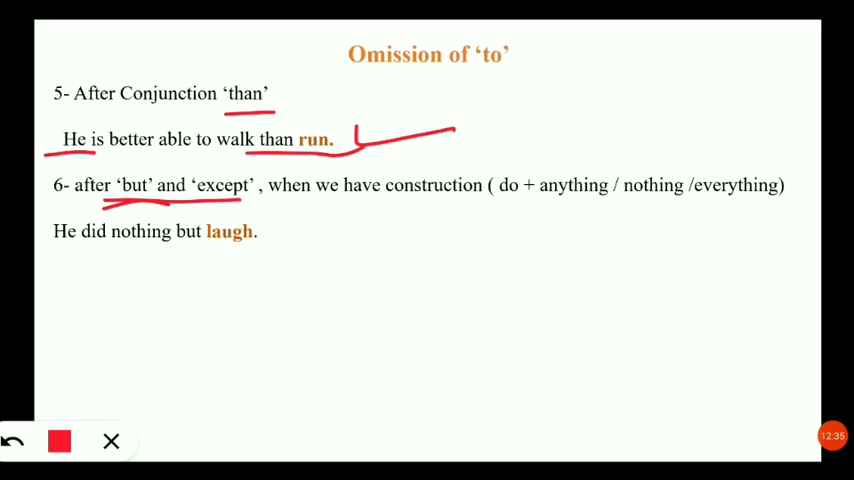 Omission of ‘to’
5- After Conjunction ‘than’
He is better able to walk than run.
6- after ‘but’ and ‘except’ , when we have construction ( do + anything / nothing /everything)
He did nothing but laugh.
12:35